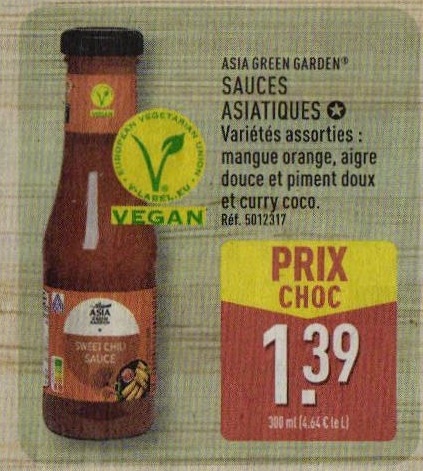 ASIA GREEN GARDEN®
SAUCES
ASIATIQUES
Variétés assorties :
mangue orange, aigre
douce et piment doux
et curry coco.
Réf. 5012317
EUROPEAN VEGETARIAN UNION
V-LABEL.EU
VEGAN
ASIA
GREEN
GARDEN
SWEET CHILI
SAUCE
PRIX
CHOC
1.39
300 ml (4.64 € le L)